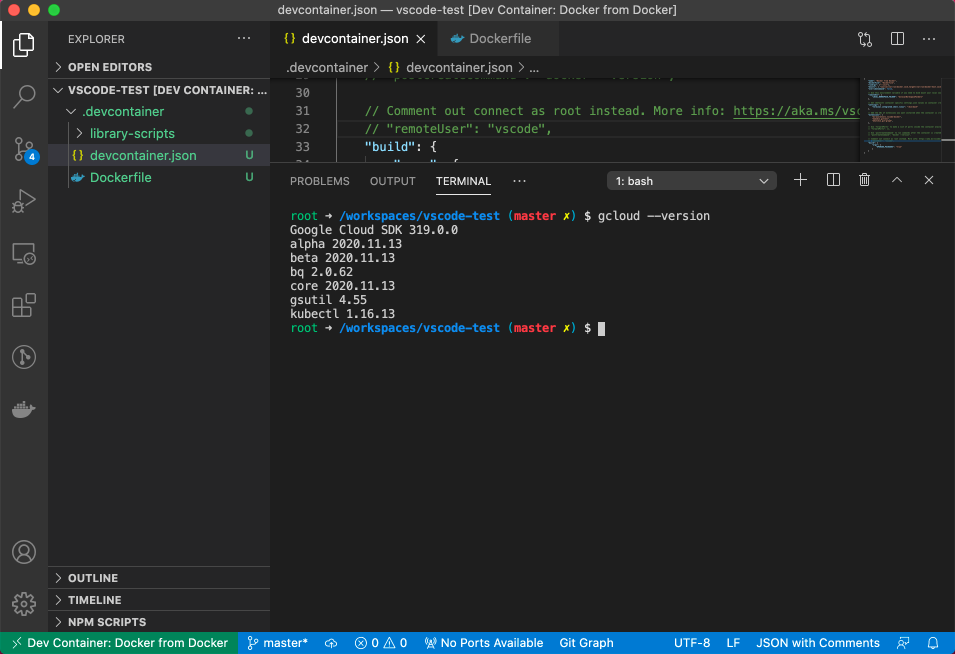 devcontainer.json — vscode-test [Dev Container: Docker from Docker]
EXPLORER
OPEN EDITORS
VSCODE-TEST [DEV CONTAINER: ...
.devcontainer
library-scripts
{} devcontainer.json U
Dockerfile U
OUTLINE
TIMELINE
NPM SCRIPTS
4
{} devcontainer.json
Dockerfile
.devcontainer > {} devcontainer.json > ...
30
31 // Comment out connect as root instead. More info: https://aka.ms/vsc
32 // "remoteUser": "vscode",
33 "build": {
PROBLEMS OUTPUT TERMINAL ... 1: bash
root ➜ /workspaces/vscode-test (master ✗) $ gcloud --version
Google Cloud SDK 319.0.0
alpha 2020.11.13
beta 2020.11.13
bq 2.0.62
core 2020.11.13
gsutil 4.55
kubectl 1.16.13
root ➜ /workspaces/vscode-test (master ✗) $
Dev Container: Docker from Docker master* 0 0 No Ports Available Git Graph UTF-8 LF JSON with Comments